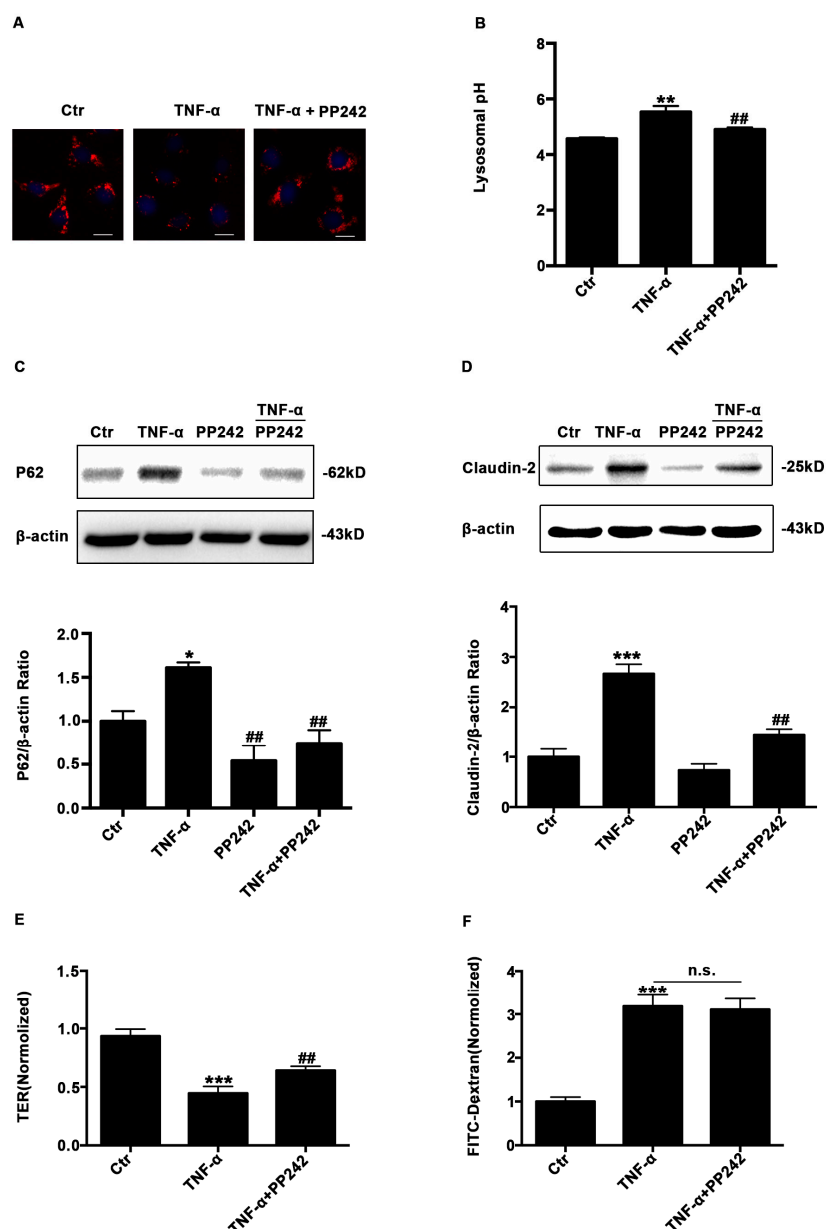 A
Ctr
TNF-α
TNF-α + PP242
B
Lysosomal pH
8
6
4
2
0
**
##
Ctr
TNF-α
TNF-α+PP242
C
TNF-α
Ctr TNF-α PP242 PP242
P62
-62kD
β-actin
-43kD
P62/β-actin Ratio
2.0
1.5
1.0
0.5
0.0
*
##
##
Ctr
TNF-α
PP242
TNF-α+PP242
D
TNF-α
Ctr TNF-α PP242 PP242
Claudin-2
-25kD
β-actin
-43kD
Claudin-2/β-actin Ratio
4
3
2
1
0
***
##
Ctr
TNF-α
PP242
TNF-α+PP242
E
TER(Normolized)
1.5
1.0
0.5
0.0
***
##
Ctr
TNF-α
TNF-α+PP242
F
FITC-Dextran(Normolized)
4
3
2
1
0
***
n.s.
Ctr
TNF-α
TNF-α+PP242